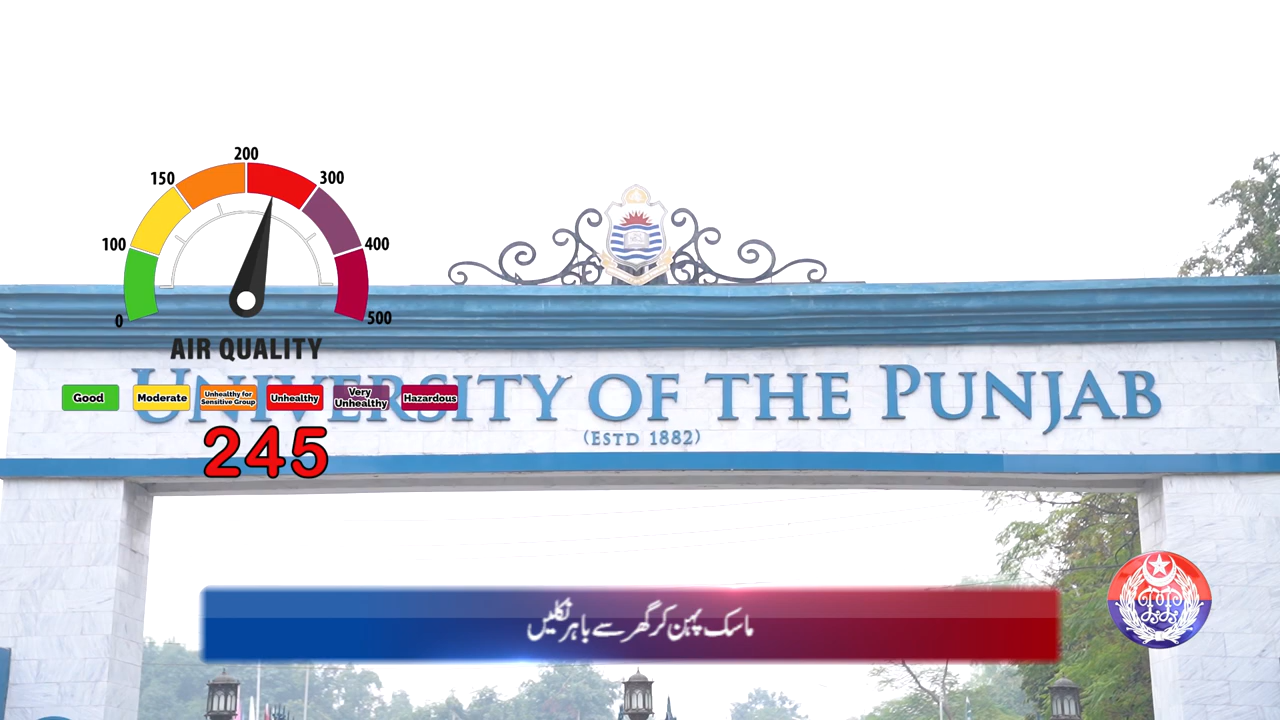 200
150
300
100
400
0
500
AIR QUALITY
Good
Moderate
Unhealthy for
Sensitive Group
Unhealthy
Very
Unhealthy
Hazardous
UNIVERSITY OF THE PUNJAB
(ESTD 1882)
245
ماسک پہن کر گھر سے باہر نکلیں